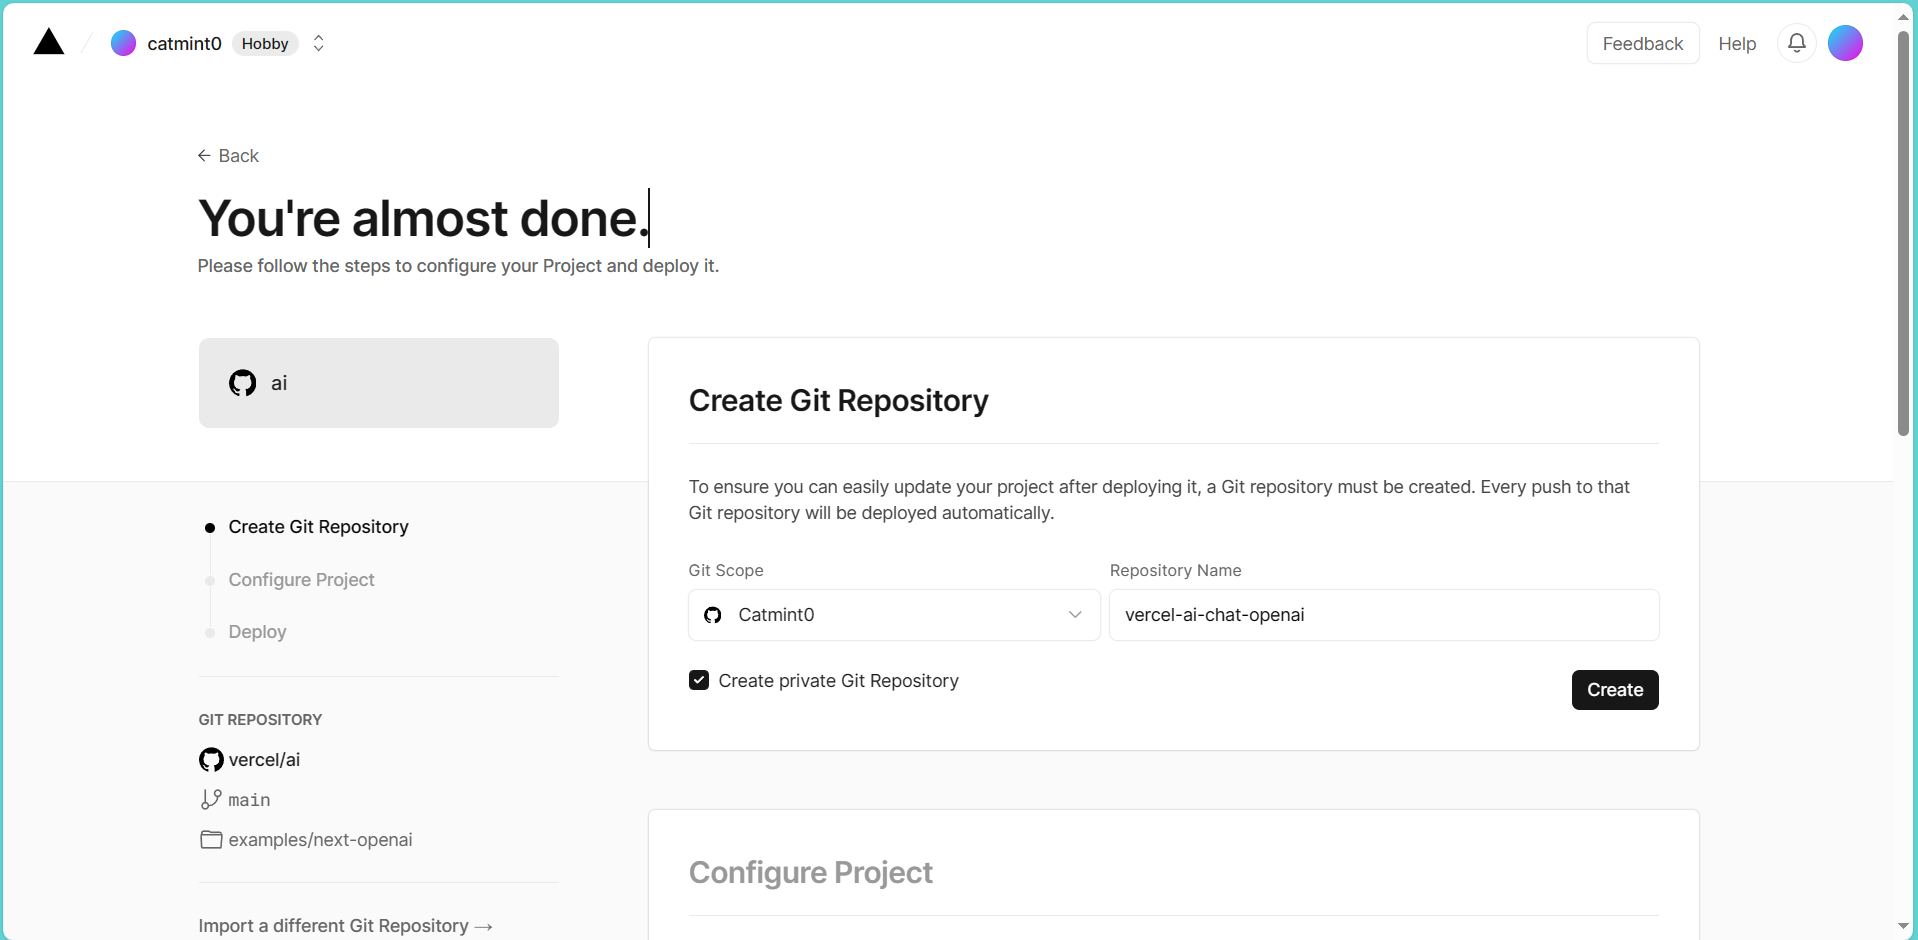 catmint0 Hobby
Feedback Help
← Back
You're almost done.
Please follow the steps to configure your Project and deploy it.
ai
Create Git Repository
Configure Project
Deploy
GIT REPOSITORY
vercel/ai
main
examples/next-openai
Import a different Git Repository →
Create Git Repository
To ensure you can easily update your project after deploying it, a Git repository must be created. Every push to that
Git repository will be deployed automatically.
Git Scope
Catmint0
Repository Name
vercel-ai-chat-openai
Create private Git Repository
Create
Configure Project